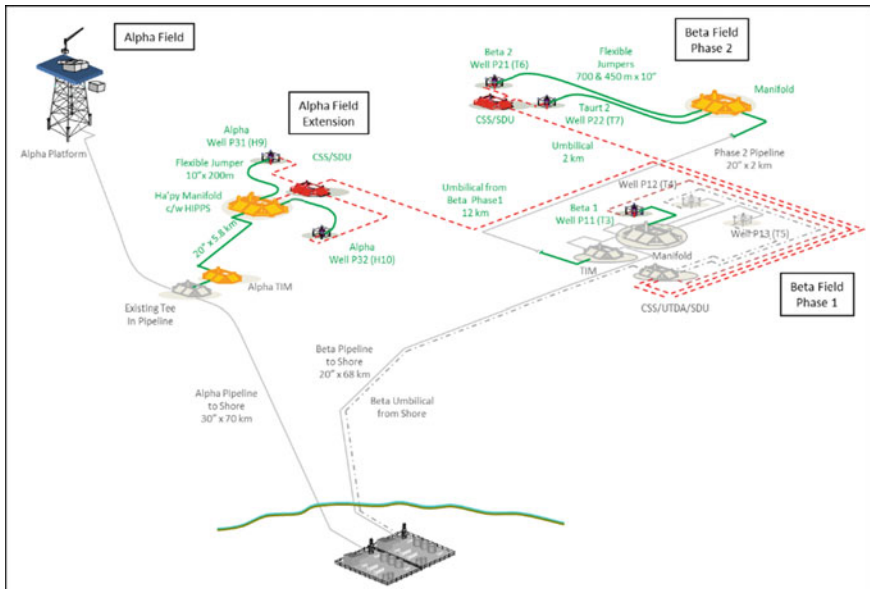 Alpha Field
Beta Field
Phase 2
Beta 2
Well P21 (T6)
Flexible
Jumpers
700 & 450 m x 10"
Manifold
CSS/SDU
Taurt 2
Well P22 (T7)
Alpha Field
Extension
Alpha Platform
Alpha
Well P31 (H9)
CSS/SDU
Flexible Jumper
10"x 200m
Ha'py Manifold
c/w HIPPS
20" x 5.8 km
Alpha
Well P32 (H10)
Umbilical
2 km
Phase 2 Pipeline
20" x 2 km
Umbilical from
Beta Phase1
12 km
Well P12 (T4)
Beta 1
Well P11 (T3)
Well P13 (T5)
TIM
Manifold
CSS/UTDA/SDU
Beta Field
Phase 1
Alpha TIM
Existing Tee
In Pipeline
Beta Pipeline
to Shore
20" x 68 km
Alpha Pipeline
to Shore
30" x 70 km
Beta Umbilical
from Shore